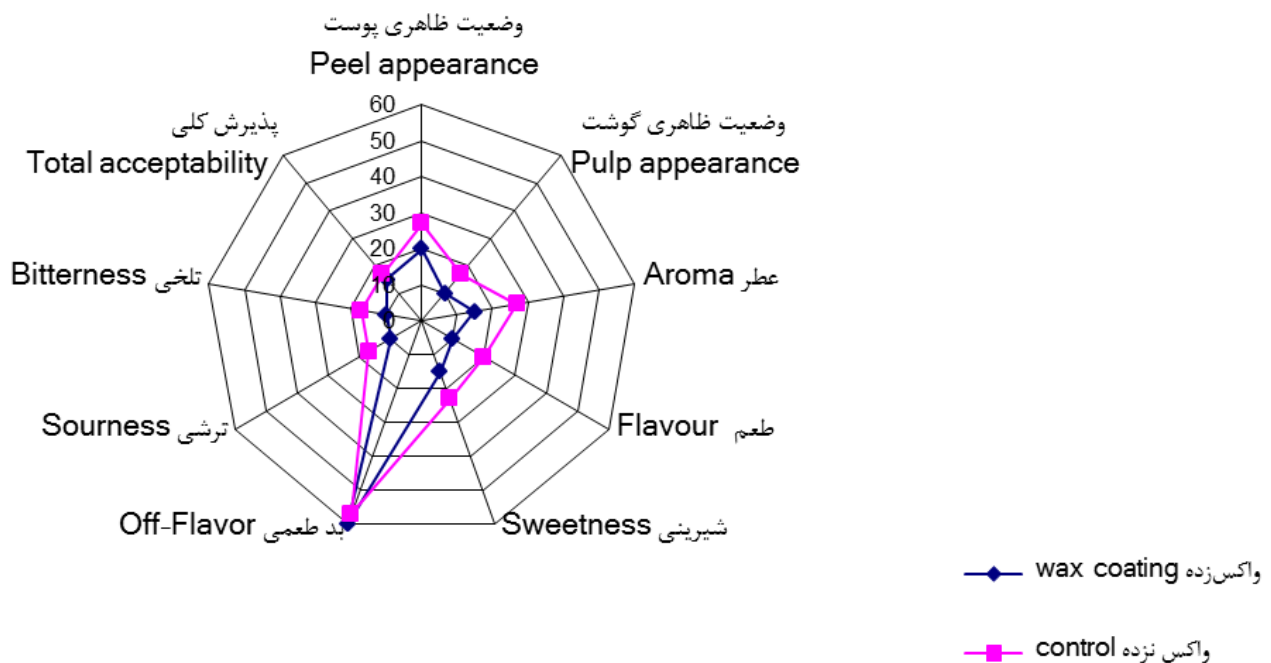 وضعیت ظاهری پوست
Peel appearance
60
50
40
30
20
10
0
وضعیت ظاهری گوشت
Pulp appearance
Aroma عطر
Flavour طعم
Sweetness شیرینی
Off-Flavor بد طعمی
Sourness ترشی
Bitterness تلخی
پذیرش کلی
Total acceptability
wax coating واکس‌زده
control واکس نزده